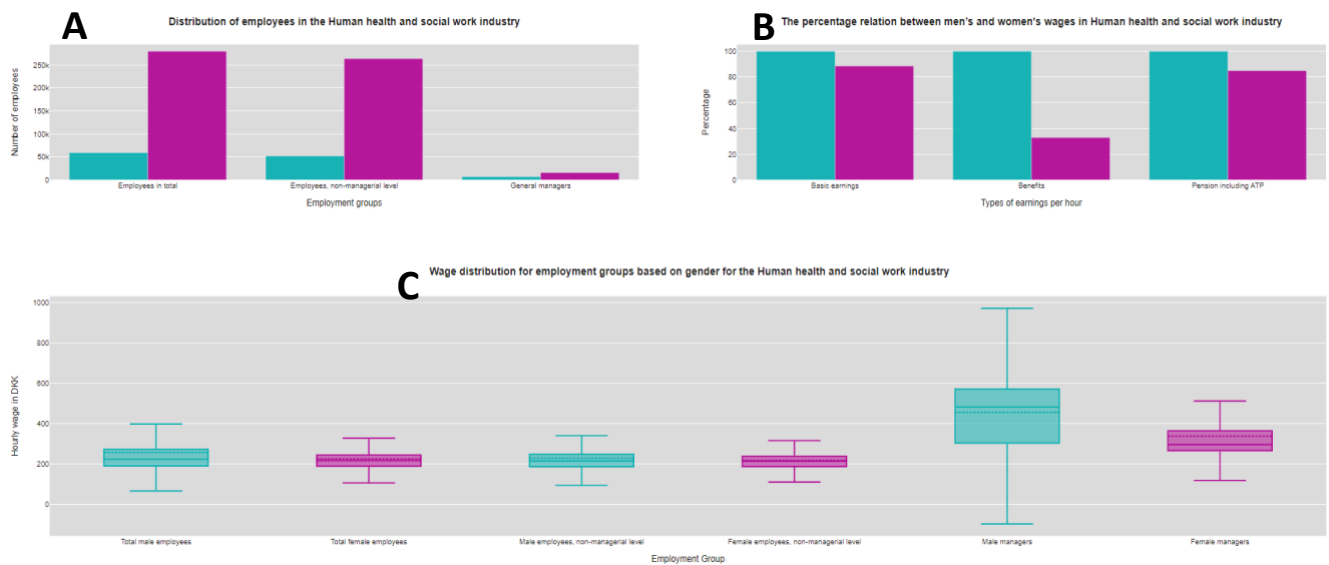 A
Distribution of employees in the Human health and social work industry
250k
200k
150k
100k
50k
0
Number of employees
Employees in total
Employees, non-managerial level
General managers
Employment groups
B
The percentage relation between men's and women's wages in Human health and social work industry
100
80
60
40
20
0
Percentage
Basic earnings
Benefits
Pension including ATP
Types of earnings per hour
C
Wage distribution for employment groups based on gender for the Human health and social work industry
1000
800
600
400
200
0
Hourly wage in DKK
Total male employees
Total female employees
Male employees, non-managerial level
Female employees, non-managerial level
Male managers
Female managers
Employment Group